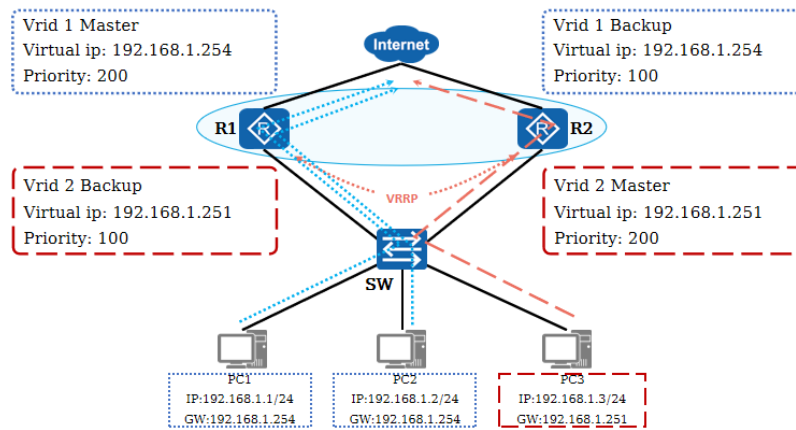 Vrid 1 Master
Virtual ip: 192.168.1.254
Priority: 200
Internet
Vrid 1 Backup
Virtual ip: 192.168.1.254
Priority: 100
R1
R
R
R2
Vrid 2 Backup
Virtual ip: 192.168.1.251
Priority: 100
VRRP
Vrid 2 Master
Virtual ip: 192.168.1.251
Priority: 200
SW
PC1
IP:192.168.1.1/24
GW:192.168.1.254
PC2
IP:192.168.1.2/24
GW:192.168.1.254
PC3
IP:192.168.1.3/24
GW:192.168.1.251